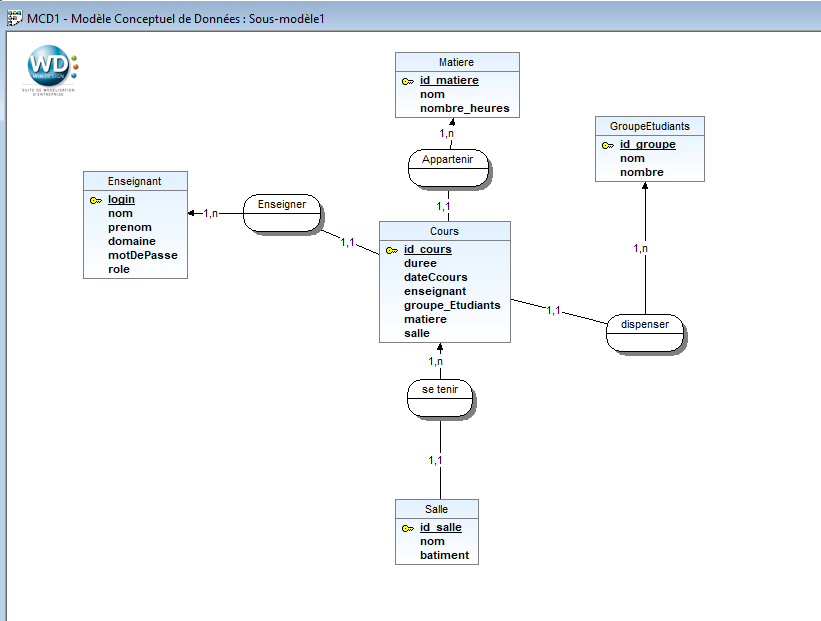 MCD1 - Modèle Conceptuel de Données : Sous-modèle1
WD
WIN'DESIGN
SUITE DE MODÉLISATION
D'ENTREPRISE
Matiere
id_matiere
nom
nombre_heures
1,n
Appartenir
1,1
GroupeEtudiants
id_groupe
nom
nombre
1,n
dispenser
1,1
Enseignant
login
nom
prenom
domaine
motDePasse
role
1,n
Enseigner
1,1
Cours
id_cours
duree
dateCcours
enseignant
groupe_Etudiants
matiere
salle
1,n
se tenir
1,1
Salle
id_salle
nom
batiment